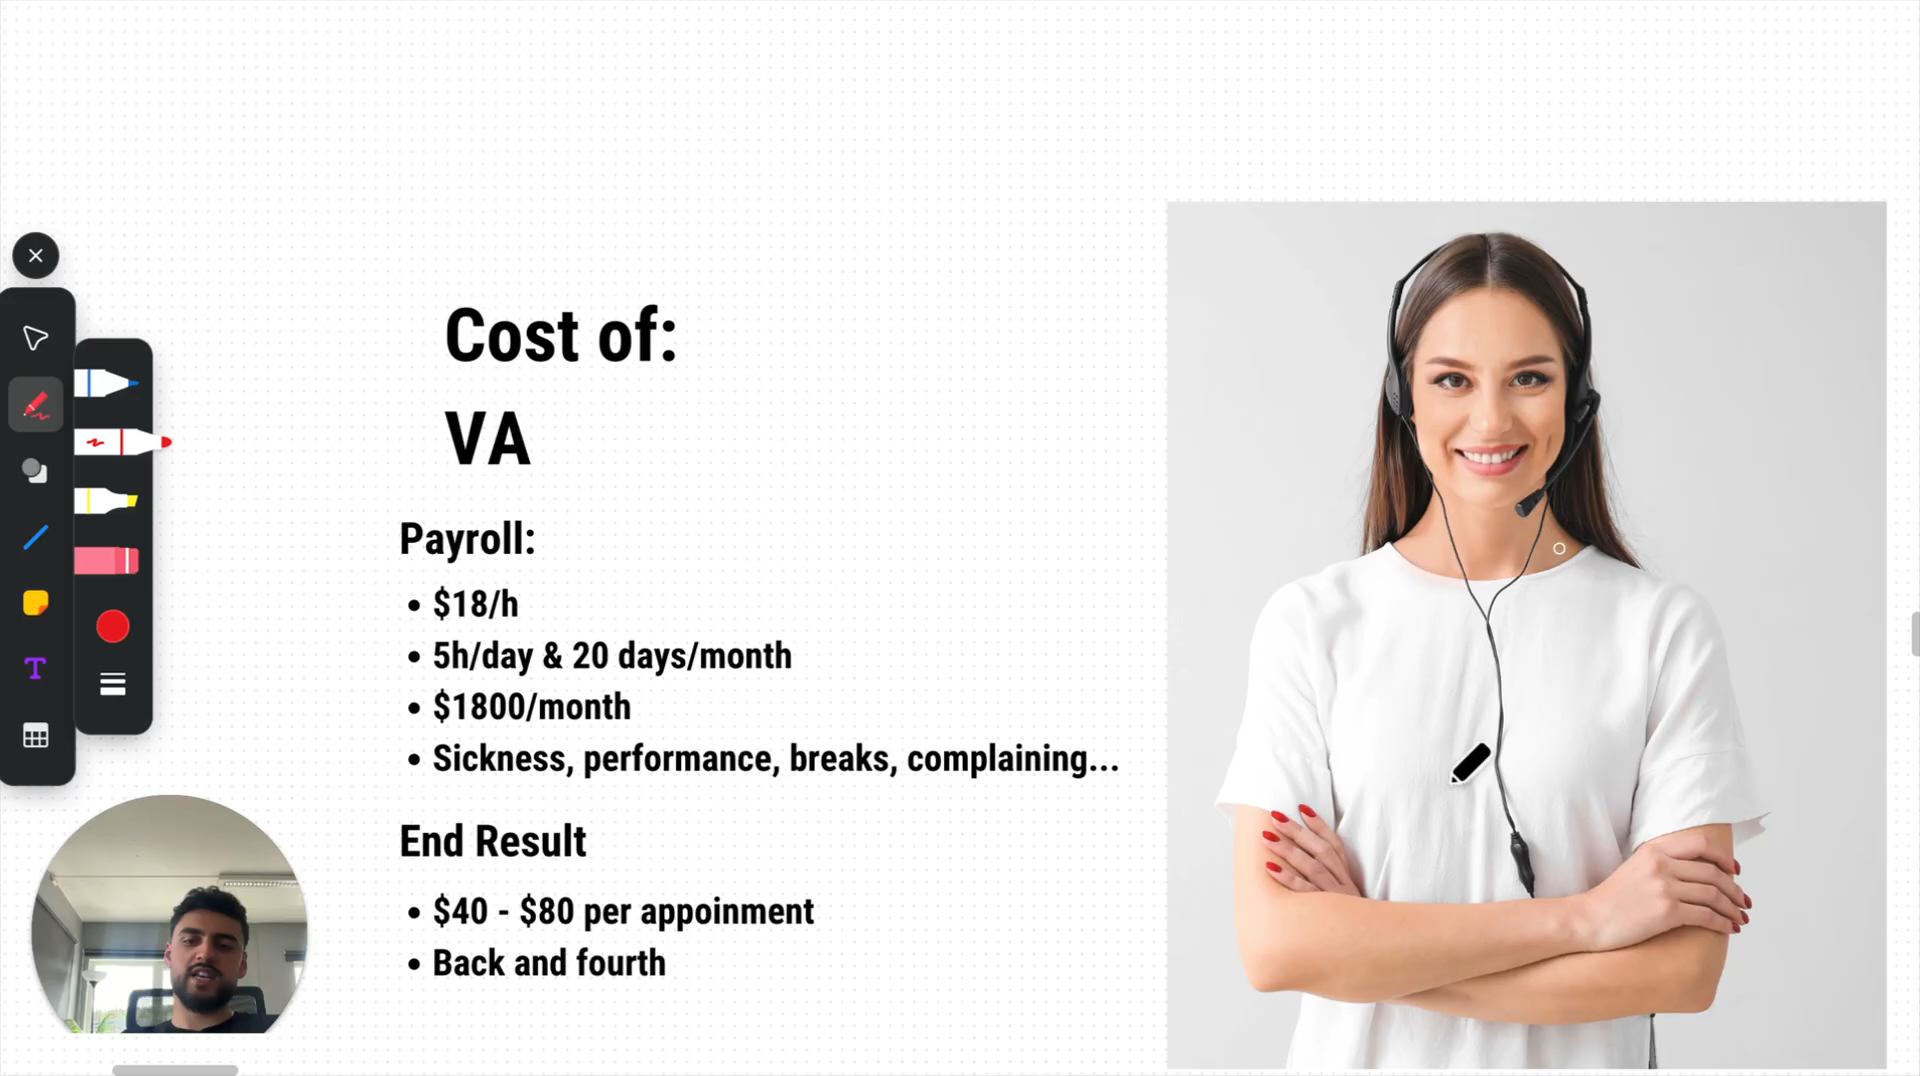 Cost of:
VA
Payroll:
• $18/h
• 5h/day & 20 days/month
• $1800/month
• Sickness, performance, breaks, complaining...
End Result
• $40 - $80 per appoinment
• Back and fourth